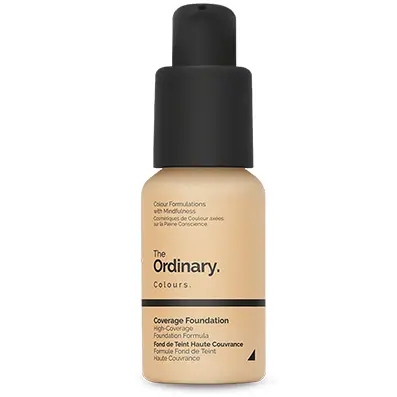 Colour Formulations
with Mindfulness.
Cosmétiques de Couleur axées
sur la Pleine Conscience.
The
Ordinary.
Colours.
Coverage Foundation
High-Coverage
Foundation Formula
Fond de Teint Haute Couvrance
Formule Fond de Teint
Haute Couvrance